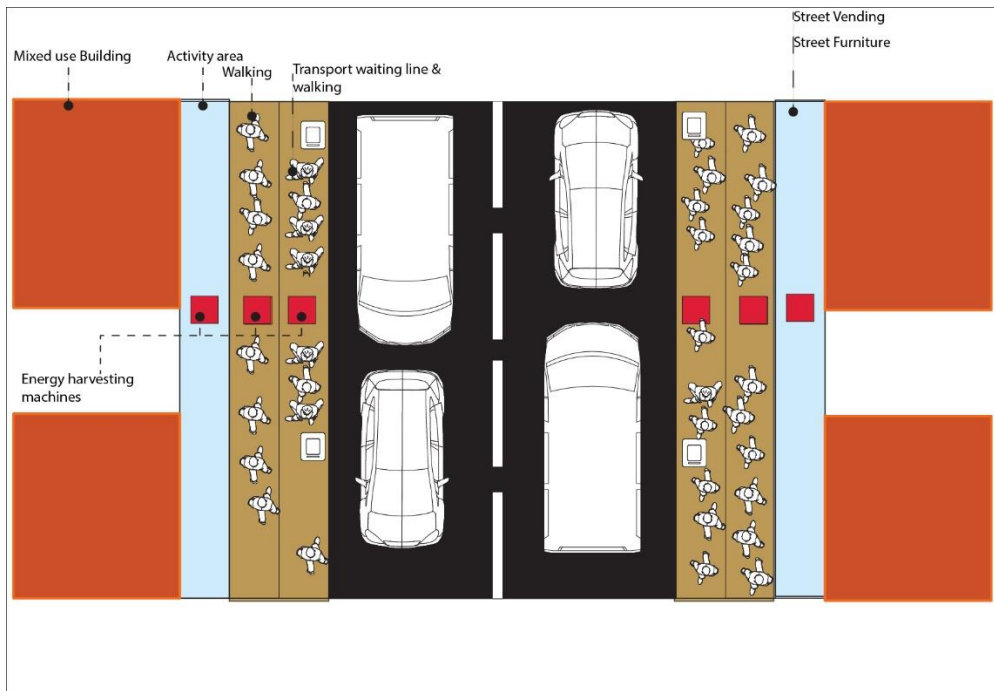 Street Vending
Street Furniture
Mixed use Building
Activity area
Walking
Transport waiting line &
walking
Energy harvesting
machines